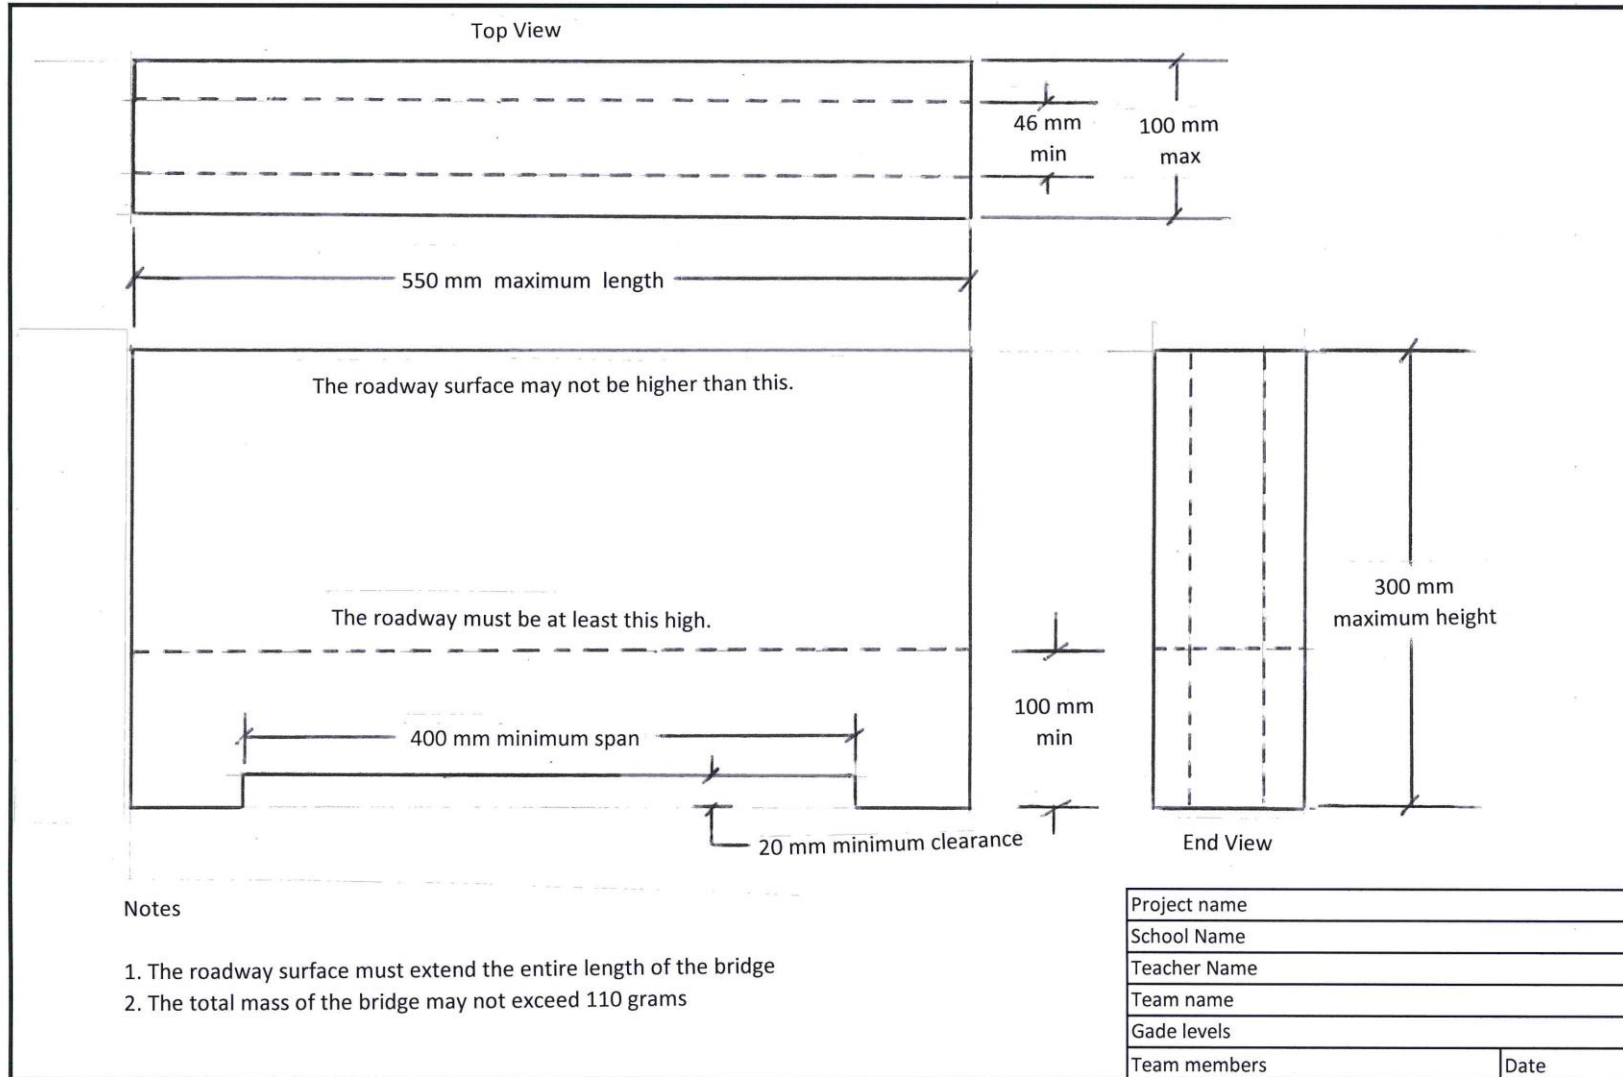 Top View
46 mm
min
100 mm
max
550 mm maximum length
The roadway surface may not be higher than this.
The roadway must be at least this high.
300 mm
maximum height
100 mm
min
400 mm minimum span
20 mm minimum clearance
End View
Notes
1. The roadway surface must extend the entire length of the bridge
2. The total mass of the bridge may not exceed 110 grams
Project name
School Name
Teacher Name
Team name
Gade levels
Team members
Date